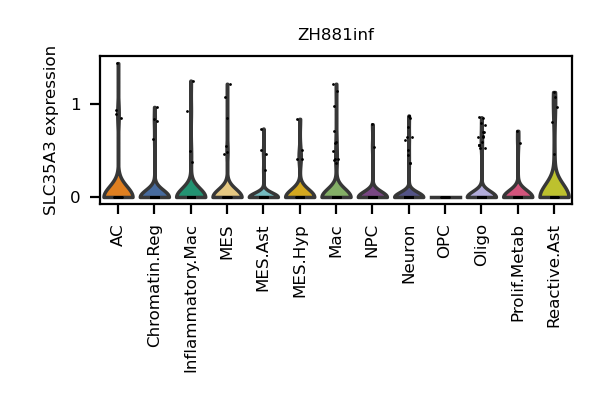 ZH881inf
SLC35A3 expression
1
0
AC
Chromatin.Reg
Inflammatory.Mac
MES
MES.Ast
MES.Hyp
Mac
NPC
Neuron
OPC
Oligo
Prolif.Metab
Reactive.Ast